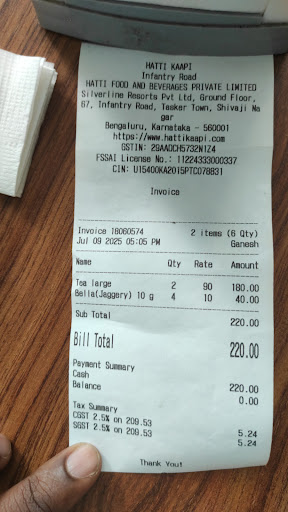 HATTI KAAPI
Infantry Road
HATTI FOOD AND BEVERAGES PRIVATE LIMITED
Silverline Resorts Pvt Ltd, Ground Floor,
67, Infantry Road, Tasker Town, Shivaji Na
gar
Bengaluru, Karnataka - 560001
https://www.hattikaapi.com
GSTIN: 29AADCH5732N1Z4
FSSAI License No.: 11224333000337
CIN: U15400KA2015PTC078831
Invoice
Invoice 18060574 2 items (6 Qty)
Jul 09 2025 05:05 PM Ganesh
Name Qty Rate Amount
Tea large 2 90 180.00
Bella(Jaggery) 10 g 4 10 40.00
Sub Total 220.00
Bill Total 220.00
Payment Summary
Cash 220.00
Balance 0.00
Tax Summary
CGST 2.5% on 209.53 5.24
SGST 2.5% on 209.53 5.24
Thank You!